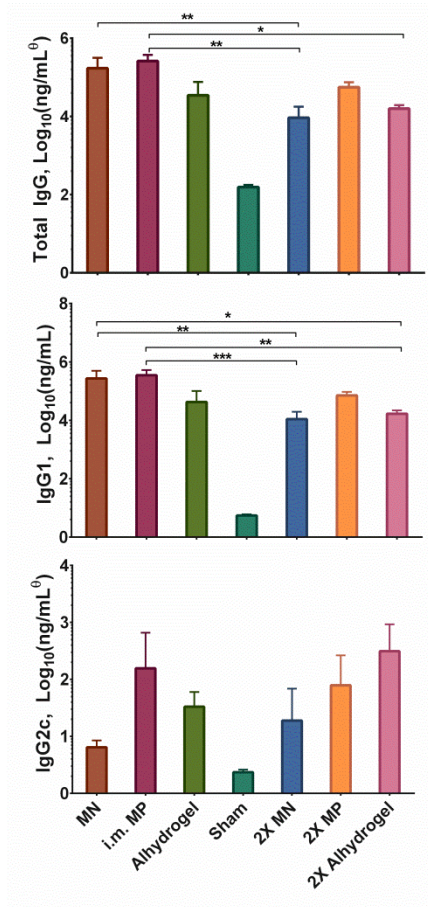 **
*
**
Total IgG, Log10(ng/mLθ)
6
4
2
0
*
**
**
***
IgG1, Log10(ng/mL)
8
6
4
2
0
IgG2c, Log10(ng/mLθ)
4
3
2
1
0
MN
i.m. MP
Alhydrogel
Sham
2X MN
2X MP
2X Alhydrogel